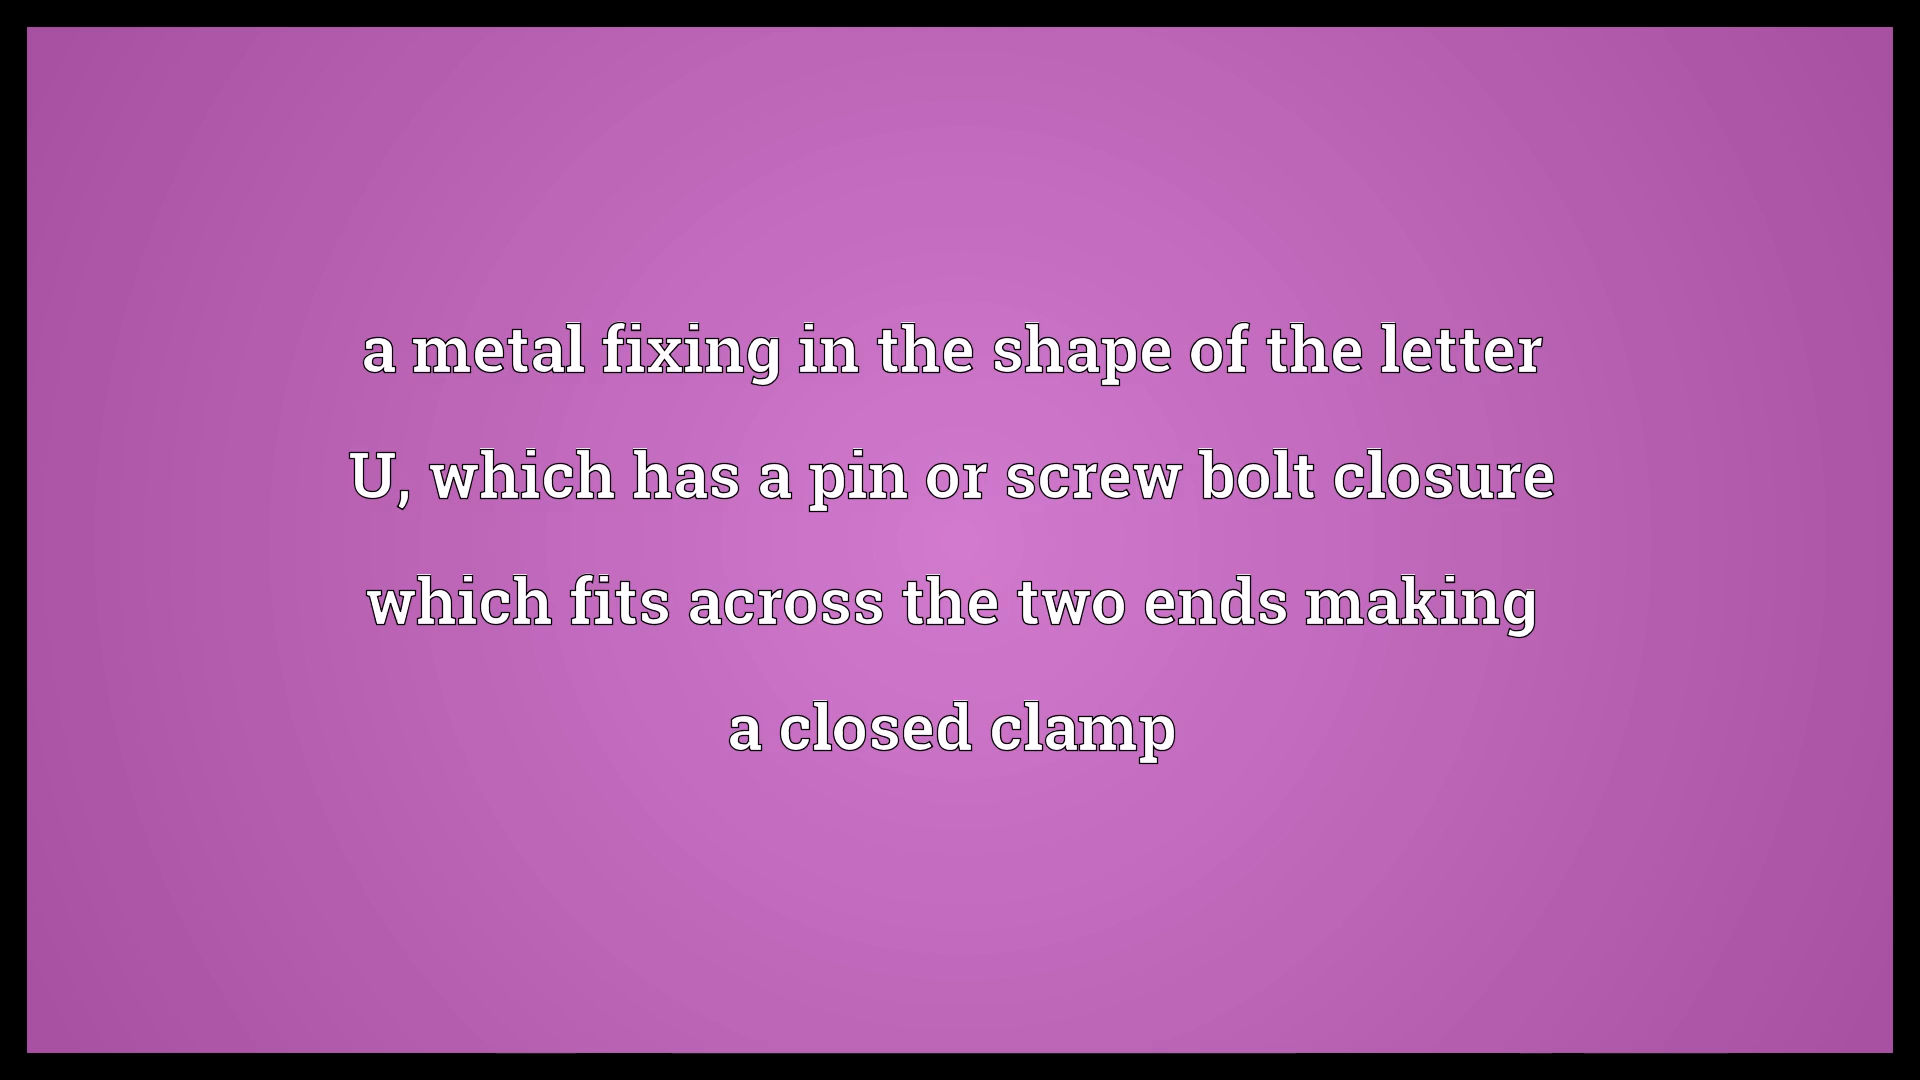 a metal fixing in the shape of the letter
U, which has a pin or screw bolt closure
which fits across the two ends making
a closed clamp